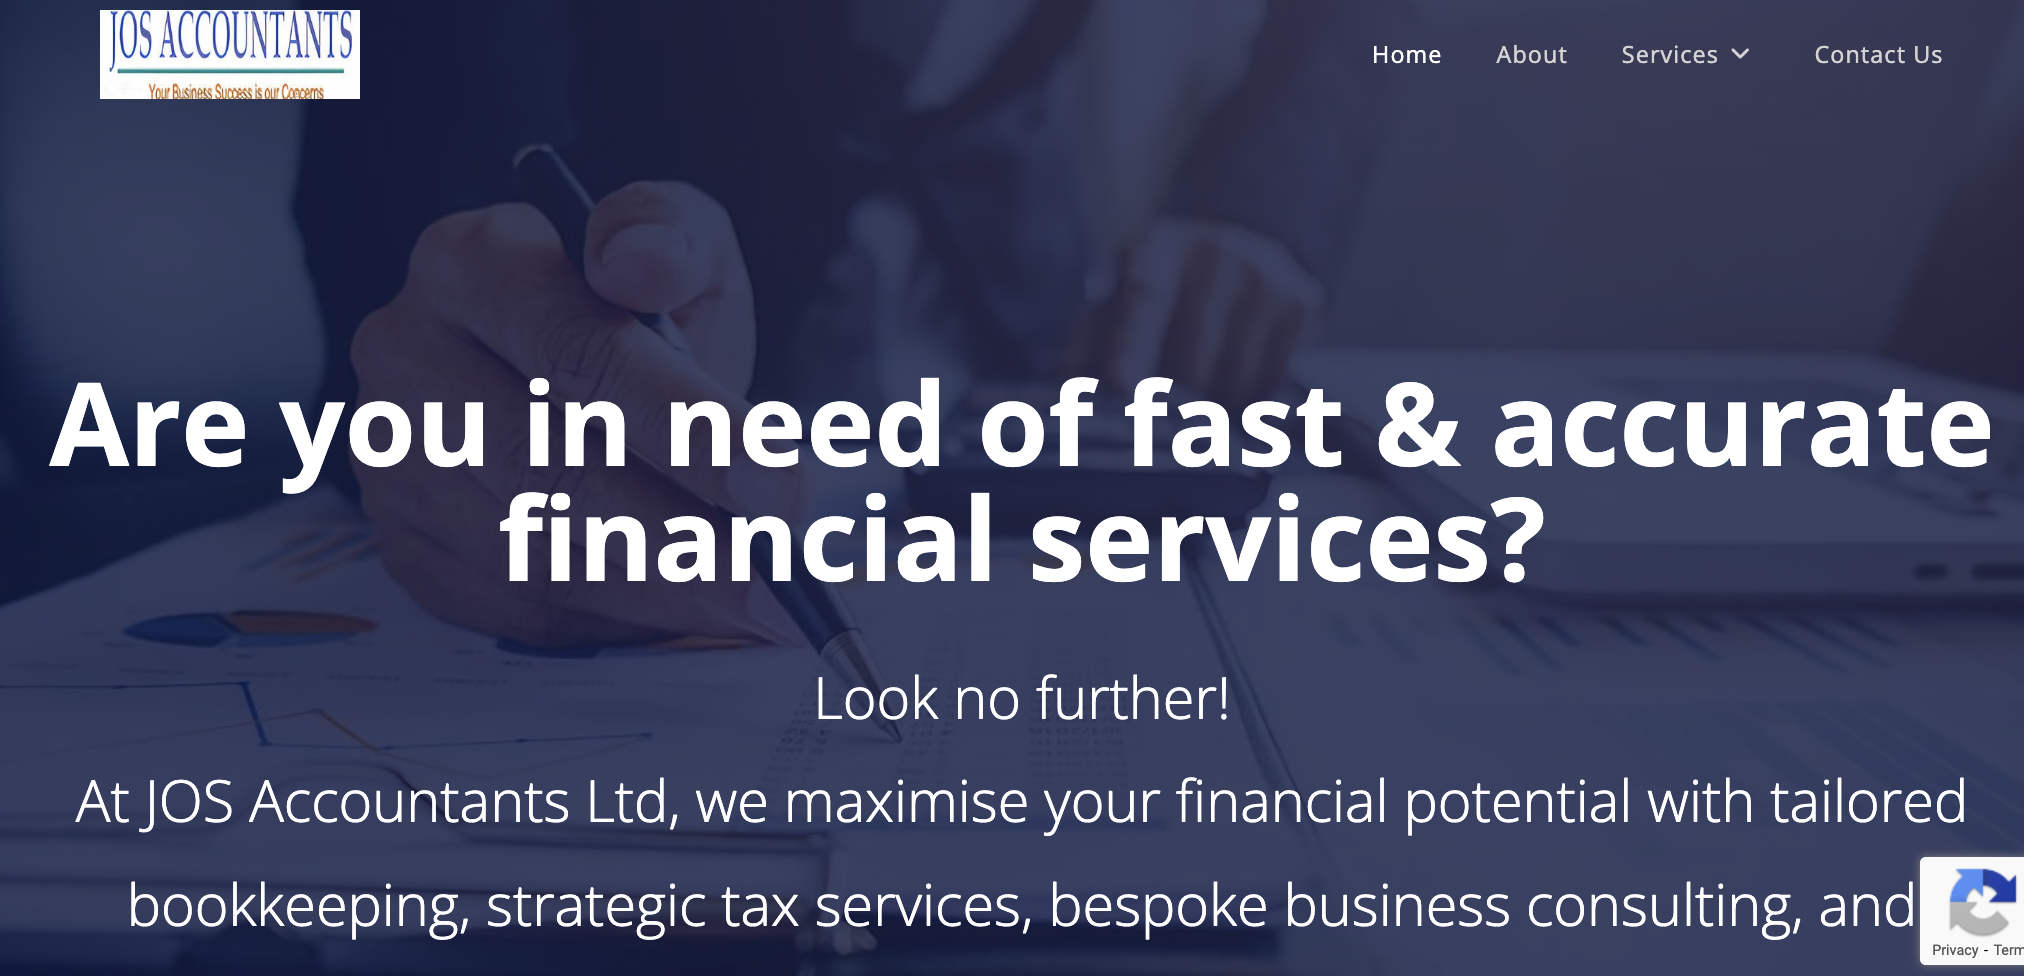 JOS ACCOUNTANTS
Your Business Success is our Concerns
Home About Services Contact Us
Are you in need of fast & accurate
financial services?
Look no further!
At JOS Accountants Ltd, we maximise your financial potential with tailored
bookkeeping, strategic tax services, bespoke business consulting, and
Privacy - Term